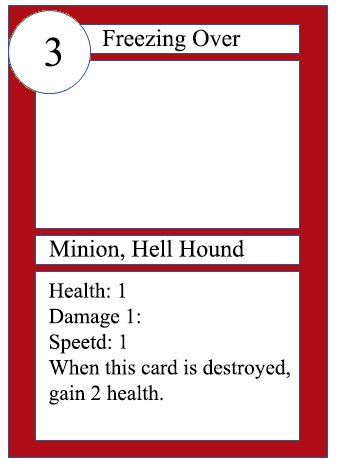 3
Freezing Over
Minion, Hell Hound
Health: 1
Damage 1:
Speetd: 1
When this card is destroyed,
gain 2 health.